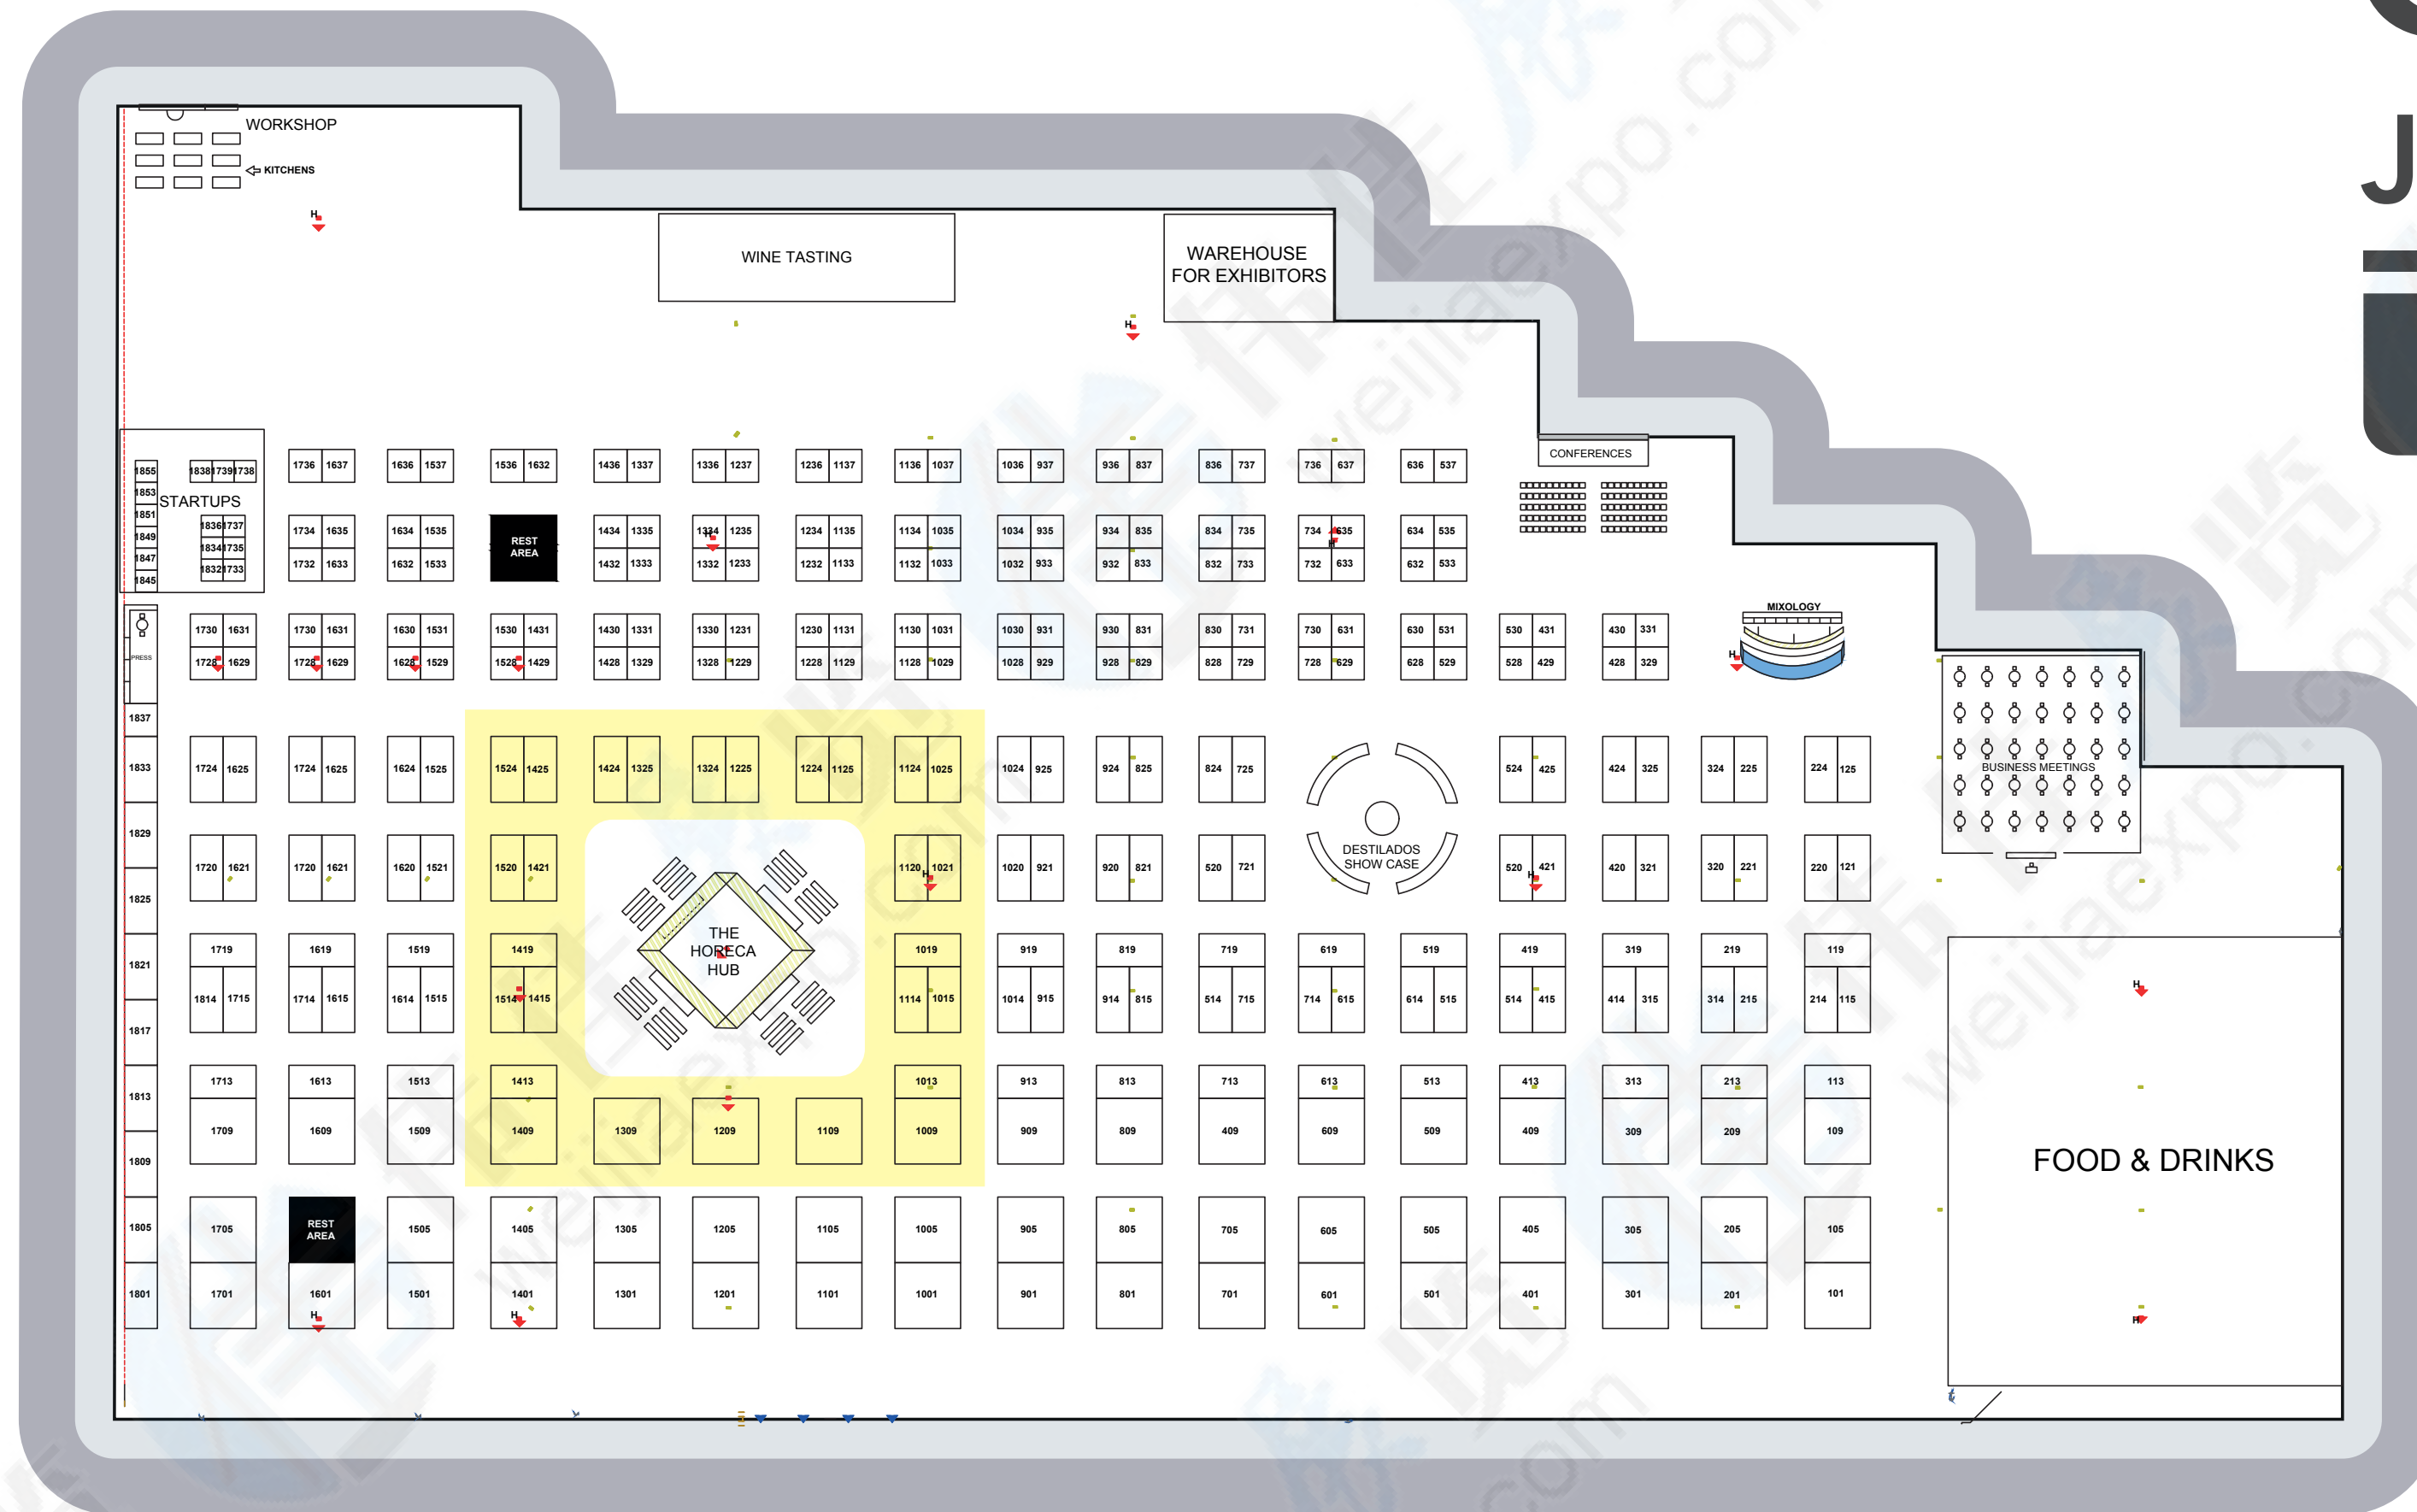 J
WORKSHOP
KITCHENS
H
WINE TASTING
WAREHOUSE
FOR EXHIBITORS
H
CONFERENCES
1736 1637 1636 1537 1536 1632 1436 1337 1336 1237 1236 1137 1136 1037 1036 937 936 837 836 737 736 637 636 537
1855 1838 1739 1738
1853
STARTUPS
1851
1849
1847
1845
1836 1737
1834 1735
1832 1733
1734 1635 1634 1535 REST AREA 1434 1335 1334 1235 1234 1135 1134 1035 1034 935 934 835 834 735 734 635 634 535
H H
1732 1633 1632 1533 1432 1333 1332 1233 1232 1133 1132 1033 1032 933 932 833 832 733 732 633 632 533
MIXOLOGY
H
PRESS
1730 1631 1730 1631 1630 1531 1530 1431 1430 1331 1330 1231 1230 1131 1130 1031 1030 931 930 831 830 731 730 631 630 531 530 431 430 331
1728 1629 1728 1629 1628 1529 1528 1429 1428 1329 1328 1229 1228 1129 1128 1029 1028 929 928 829 828 729 728 629 628 529 528 429 428 329
1837
1833 1724 1625 1724 1625 1624 1525 1524 1425 1424 1325 1324 1225 1224 1125 1124 1025 1024 925 924 825 824 725 524 425 424 325 324 225 224 125
BUSINESS MEETINGS
1829
DESTILADOS
SHOW CASE
1720 1621 1720 1621 1620 1521 1520 1421 1120 1021 1020 921 920 821 520 721 520 421 420 321 320 221 220 121
H H
1825
THE
HORECA
HUB
1821 1719 1619 1519 1419 1019 919 819 719 619 519 419 319 219 119
1814 1715 1714 1615 1614 1515 1514 1415 1114 1015 1014 915 914 815 514 715 714 615 614 515 514 415 414 315 314 215 214 115
H
1817
1713 1613 1513 1413 1013 913 813 713 613 513 413 313 213 113
1813
1709 1609 1509 1409 1309 1209 1109 1009 909 809 409 609 509 409 309 209 109
1809
FOOD & DRINKS
1805 1705 REST AREA 1505 1405 1305 1205 1105 1005 905 805 705 605 505 405 305 205 105
1801 1701 1601 1501 1401 1301 1201 1101 1001 901 801 701 601 501 401 301 201 101
H H H
伟佳展览
weijiaexpo.com